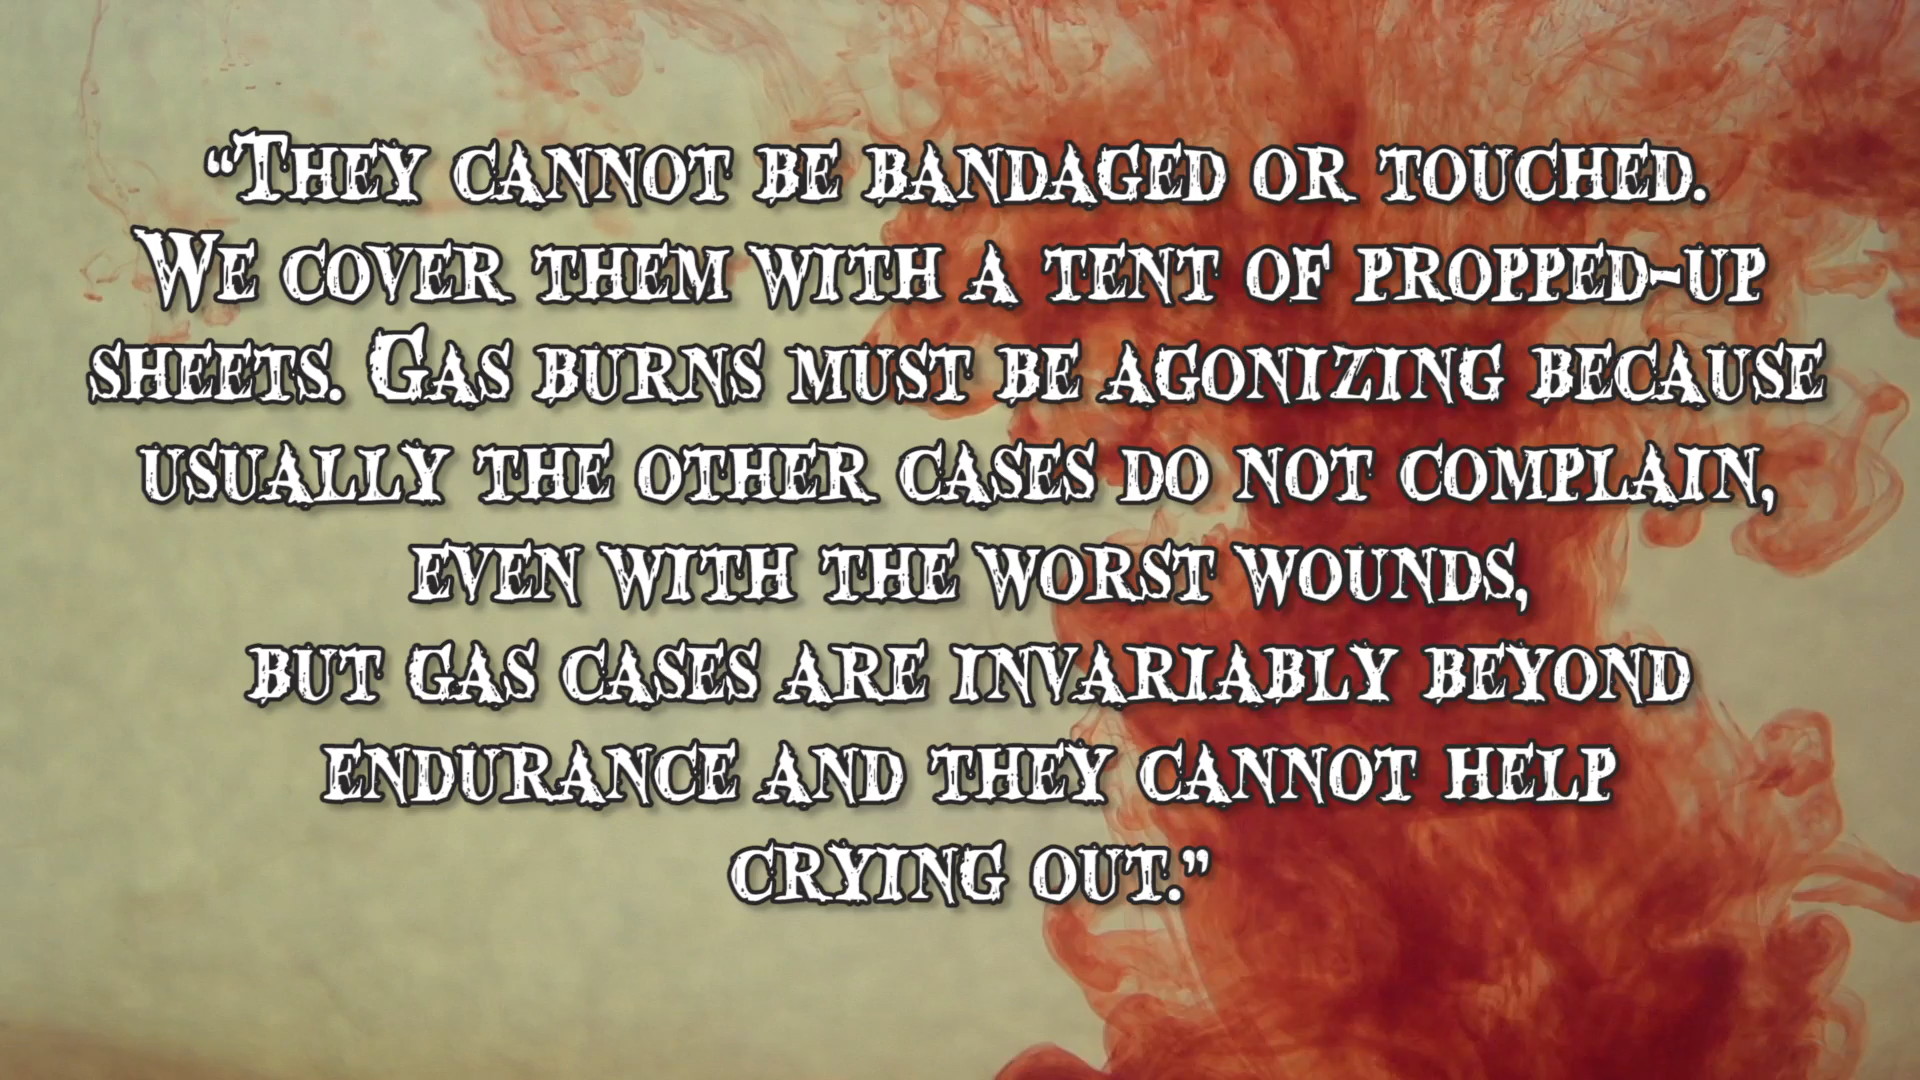 “They cannot be bandaged or touched.
We cover them with a tent of propped-up
sheets. Gas burns must be agonizing because
usually the other cases do not complain,
even with the worst wounds,
but gas cases are invariably beyond
endurance and they cannot help
crying out.”